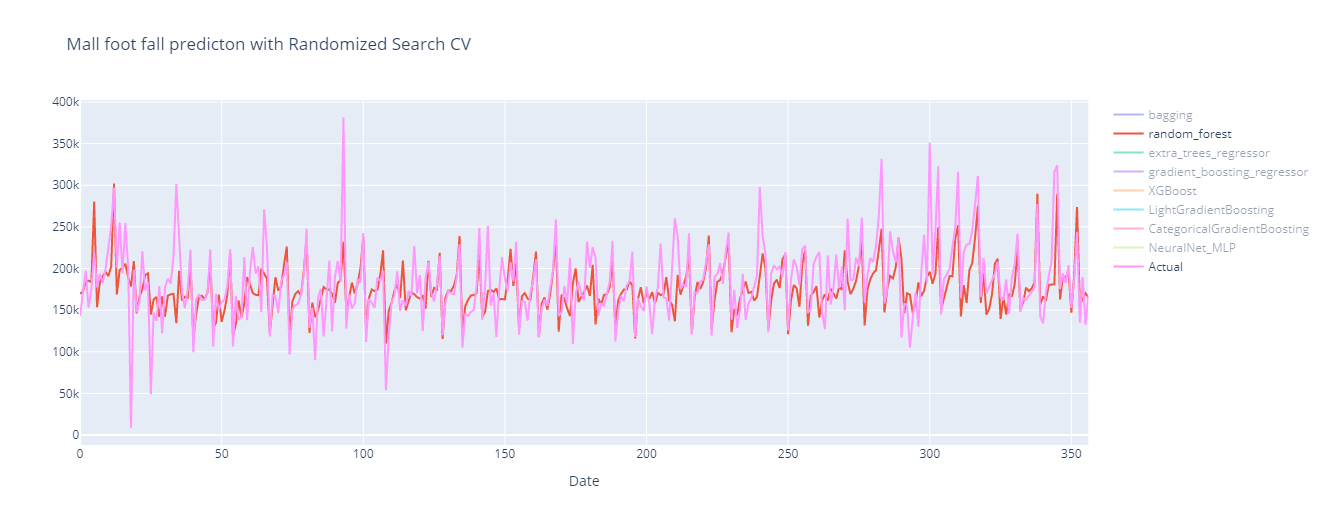 Mall foot fall predicton with Randomized Search CV
400k
350k
300k
250k
200k
150k
100k
50k
0
0 50 100 150 200 250 300 350
Date
bagging
random_forest
extra_trees_regressor
gradient_boosting_regressor
XGBoost
LightGradientBoosting
CategoricalGradientBoosting
NeuralNet_MLP
Actual